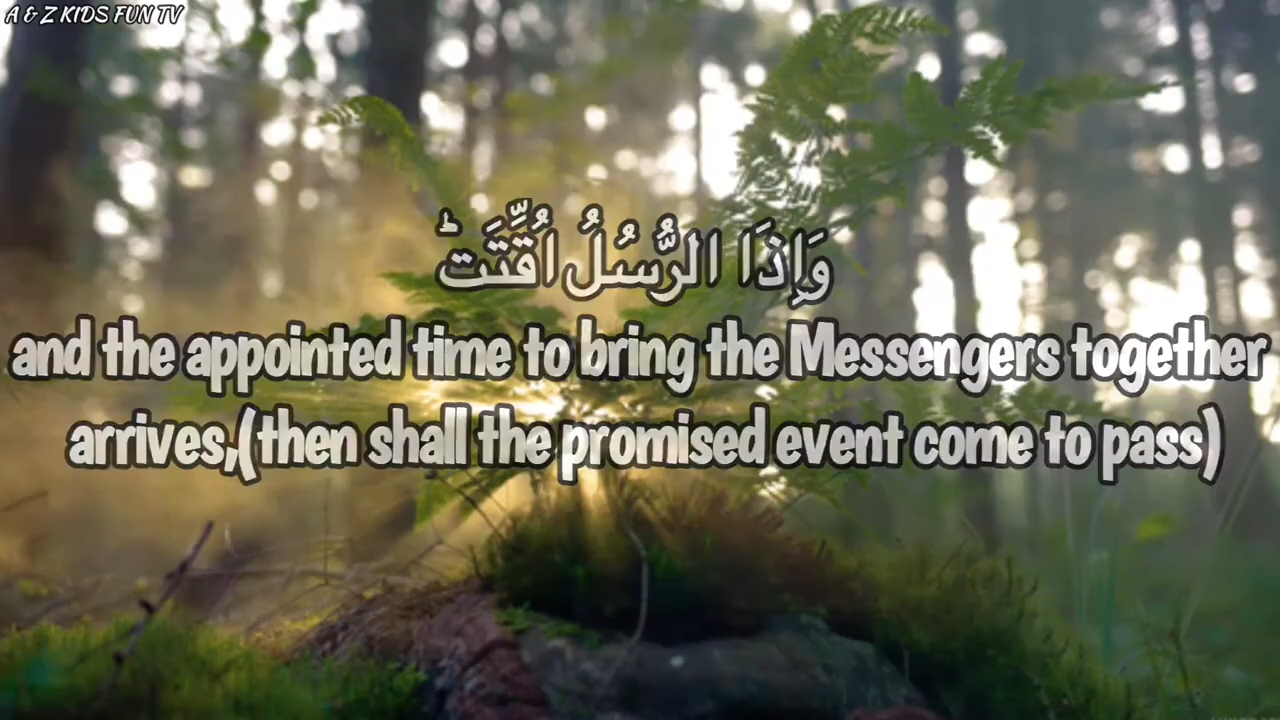 A & Z KIDS FUN TV
وَاِذَا الرُّسُلُ اُقِّتَتۡؕ
and the appointed time to bring the Messengers together
arrives,(then shall the promised event come to pass)